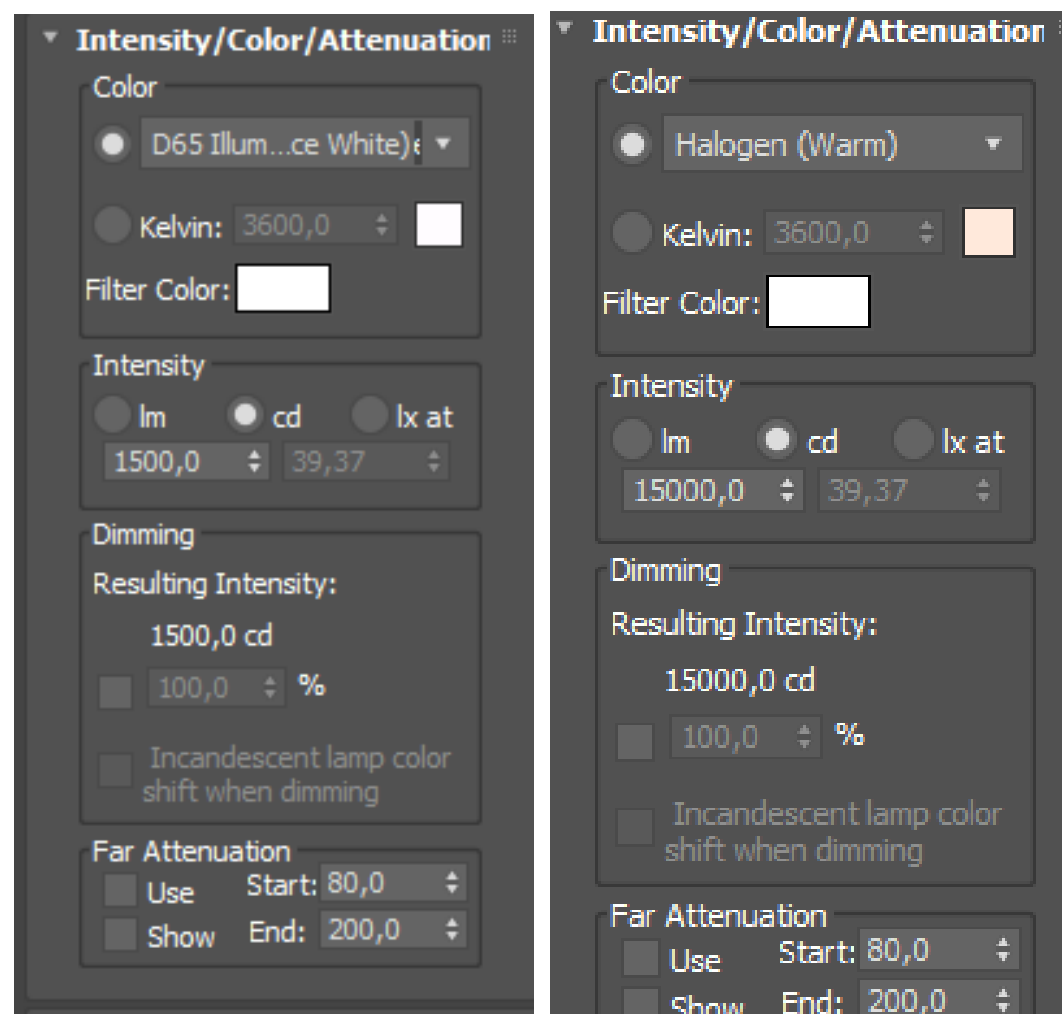 Intensity/Color/Attenuation
Color
D65 Illum...ce White)
Kelvin: 3600,0
Filter Color:
Intensity
lm cd lx at
1500,0 39,37
Dimming
Resulting Intensity:
1500,0 cd
100,0 %
Incandescent lamp color
shift when dimming
Far Attenuation
Use Start: 80,0
Show End: 200,0
Intensity/Color/Attenuation
Color
Halogen (Warm)
Kelvin: 3600,0
Filter Color:
Intensity
lm cd lx at
15000,0 39,37
Dimming
Resulting Intensity:
15000,0 cd
100,0 %
Incandescent lamp color
shift when dimming
Far Attenuation
Use Start: 80,0
Show End: 200,0